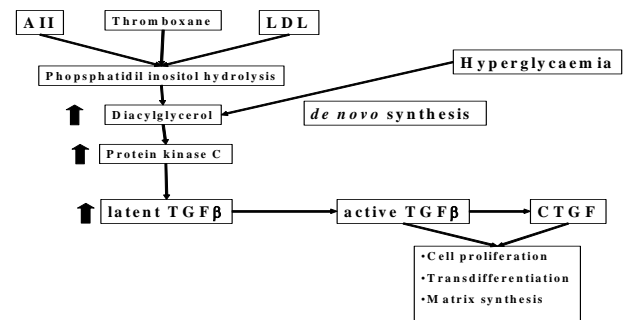 AII
Thromboxane
LDL
Phopsphatidil inositol hydrolysis
Hyperglycaemia
Diacylglycerol
de novo synthesis
Protein kinase C
latent TGFβ
active TGFβ
CTGF
•Cell proliferation
•Transdifferentiation
•Matrix synthesis